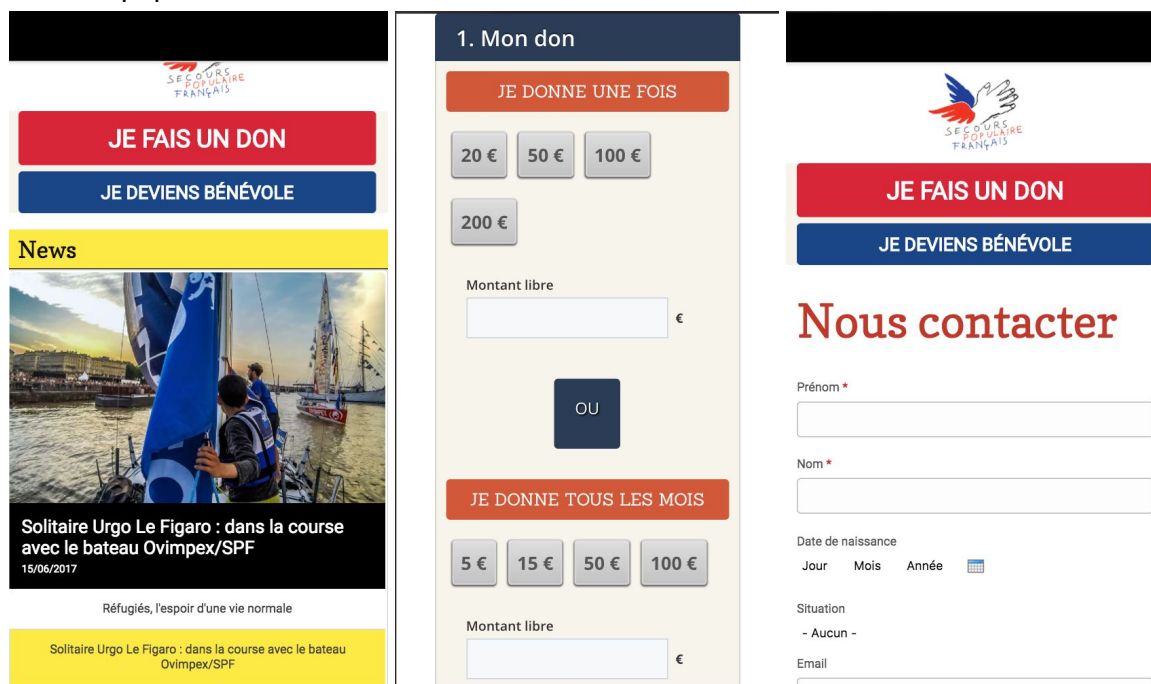 SECOURS
POPULAIRE
FRANÇAIS
JE FAIS UN DON
JE DEVIENS BÉNÉVOLE
News
Solitaire Urgo Le Figaro : dans la course
avec le bateau Ovimpex/SPF
15/06/2017
Réfugiés, l'espoir d'une vie normale
Solitaire Urgo Le Figaro : dans la course avec le bateau
Ovimpex/SPF
1. Mon don
JE DONNE UNE FOIS
20 € 50 € 100 €
200 €
Montant libre
€
OU
JE DONNE TOUS LES MOIS
5 € 15 € 50 € 100 €
Montant libre
€
SECOURS
POPULAIRE
FRANÇAIS
JE FAIS UN DON
JE DEVIENS BÉNÉVOLE
Nous contacter
Prénom *
Nom *
Date de naissance
Jour Mois Année
Situation
- Aucun -
Email